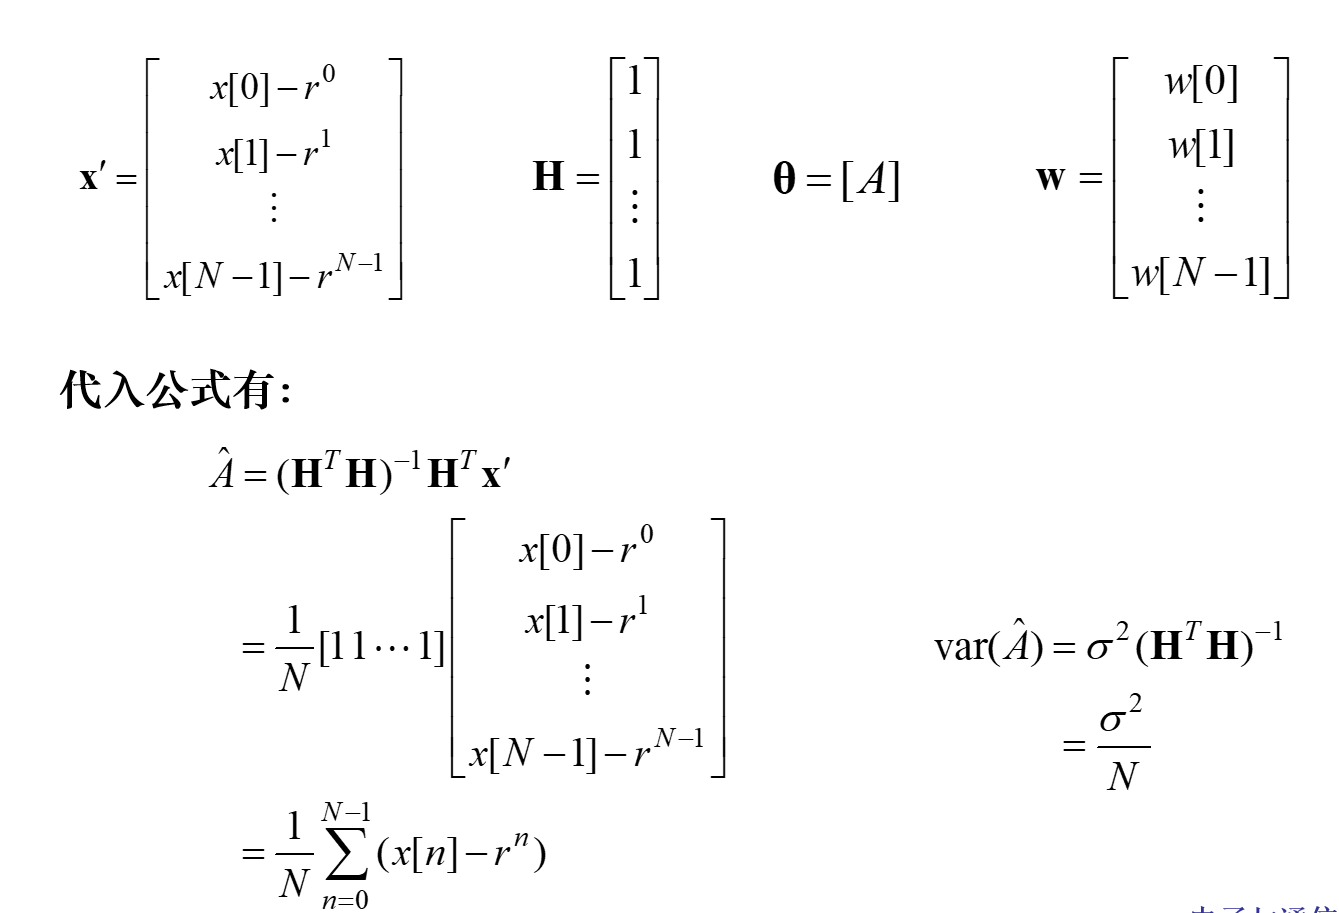 x′ = [ x[0] − r^0 ; x[1] − r^1 ; ⋮ ; x[N − 1] − r^{N−1} ]    H = [ 1 ; 1 ; ⋮ ; 1 ]    θ = [A]    w = [ w[0] ; w[1] ; ⋮ ; w[N − 1] ]
代入公式有：
Â = (H^T H)^{−1} H^T x′
= 1/N [1 1 ⋯ 1] [ x[0] − r^0 ; x[1] − r^1 ; ⋮ ; x[N − 1] − r^{N−1} ]
= 1/N ∑_{n=0}^{N−1} (x[n] − r^n)
var(Â) = σ^2 (H^T H)^{−1}
= σ^2/N